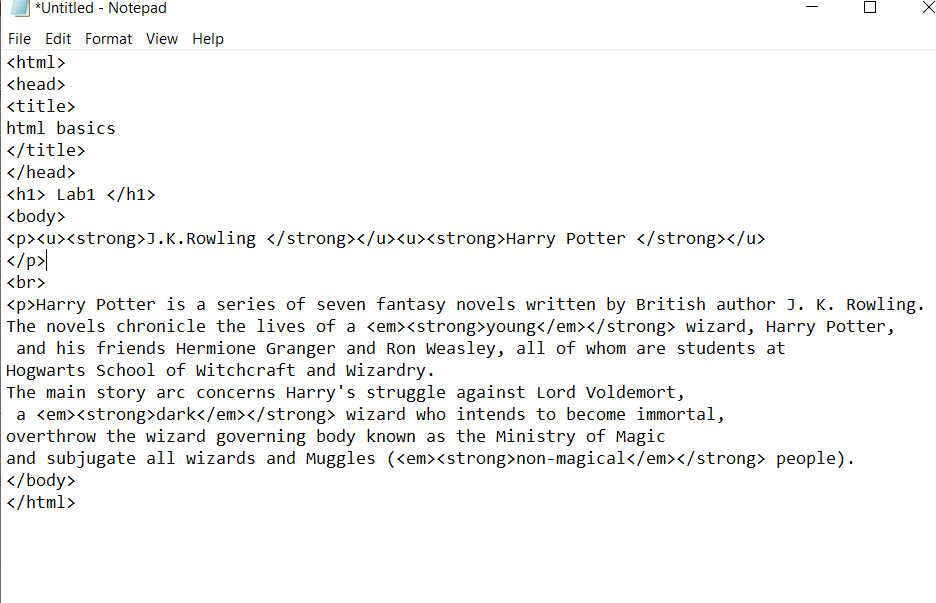 *Untitled - Notepad
File Edit Format View Help
<html>
<head>
<title>
html basics
</title>
</head>
<h1> Lab1 </h1>
<body>
<p><u><strong>J.K.Rowling </strong></u><u><strong>Harry Potter </strong></u>
</p>
<br>
<p>Harry Potter is a series of seven fantasy novels written by British author J. K. Rowling.
The novels chronicle the lives of a <em><strong>young</em></strong> wizard, Harry Potter,
 and his friends Hermione Granger and Ron Weasley, all of whom are students at
Hogwarts School of Witchcraft and Wizardry.
The main story arc concerns Harry's struggle against Lord Voldemort,
 a <em><strong>dark</em></strong> wizard who intends to become immortal,
overthrow the wizard governing body known as the Ministry of Magic
and subjugate all wizards and Muggles (<em><strong>non-magical</em></strong> people).
</body>
</html>